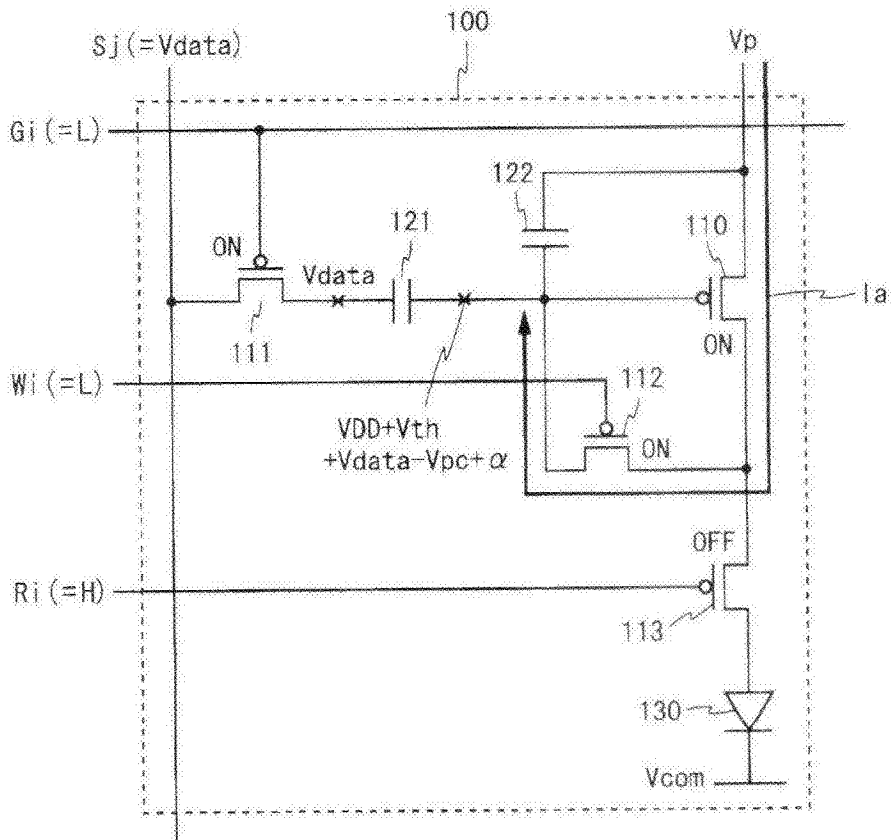 100
Sj(=Vdata)
Vp
Gi(=L)
122
121
110
ON
Vdata
Ia
111
ON
Wi(=L)
112
VDD+Vth
+Vdata-Vpc+α
ON
OFF
Ri(=H)
113
130
Vcom